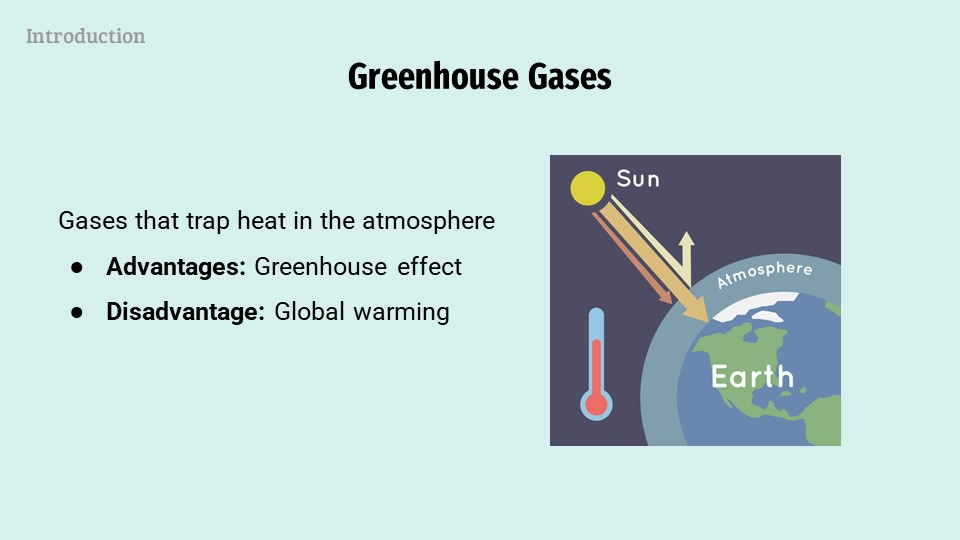 Introduction
Greenhouse Gases
Gases that trap heat in the atmosphere
● Advantages: Greenhouse effect
● Disadvantage: Global warming
Sun
Atmosphere
Earth